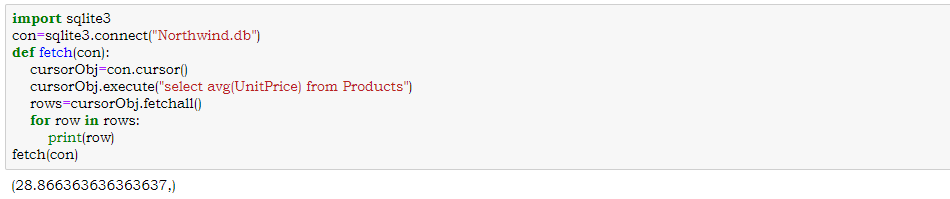 import sqlite3
con=sqlite3.connect("Northwind.db")
def fetch(con):
    cursorObj=con.cursor()
    cursorObj.execute("select avg(UnitPrice) from Products")
    rows=cursorObj.fetchall()
    for row in rows:
        print(row)
fetch(con)
(28.866363636363637,)